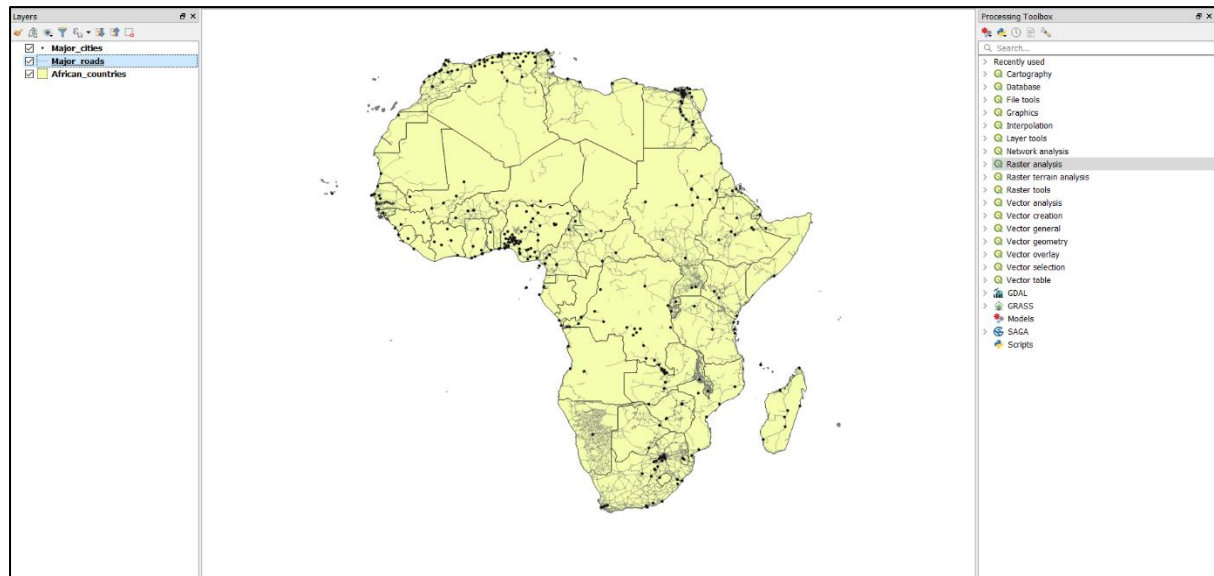 Layers
Major_cities
Major_roads
African_countries
Processing Toolbox
Search...
Recently used
Cartography
Database
File tools
Graphics
Interpolation
Layer tools
Network analysis
Raster analysis
Raster terrain analysis
Raster tools
Vector analysis
Vector creation
Vector general
Vector geometry
Vector overlay
Vector selection
Vector table
GDAL
GRASS
Models
SAGA
Scripts